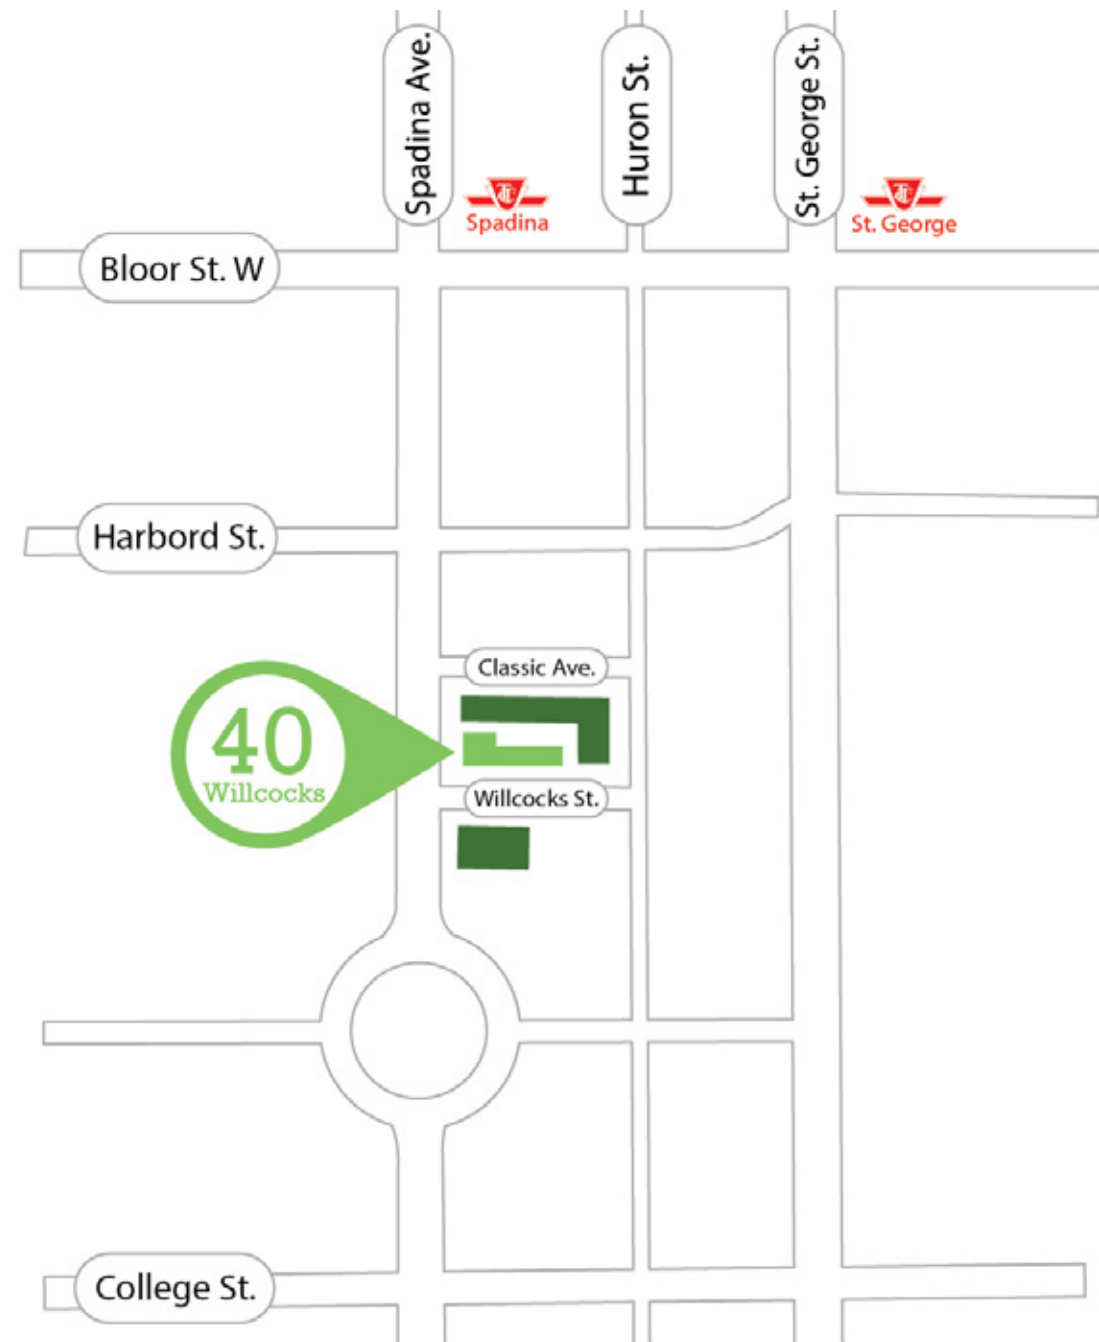 Spadina Ave.
Huron St.
St. George St.
Spadina
St. George
Bloor St. W
Harbord St.
Classic Ave.
40
Willcocks
Willcocks St.
College St.